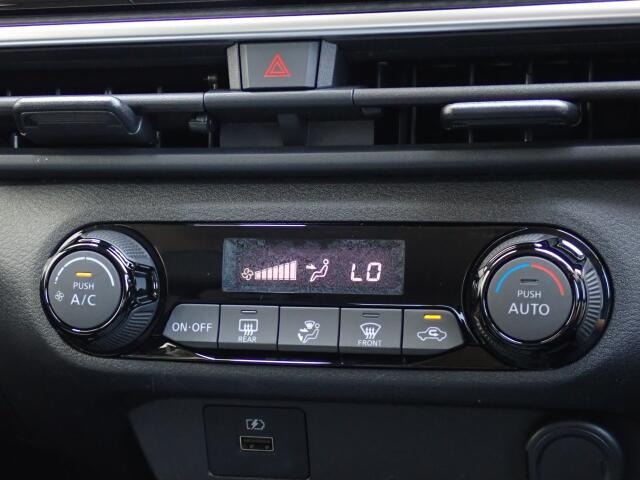 PUSH
A/C
LO
PUSH
AUTO
ON·OFF
REAR
FRONT